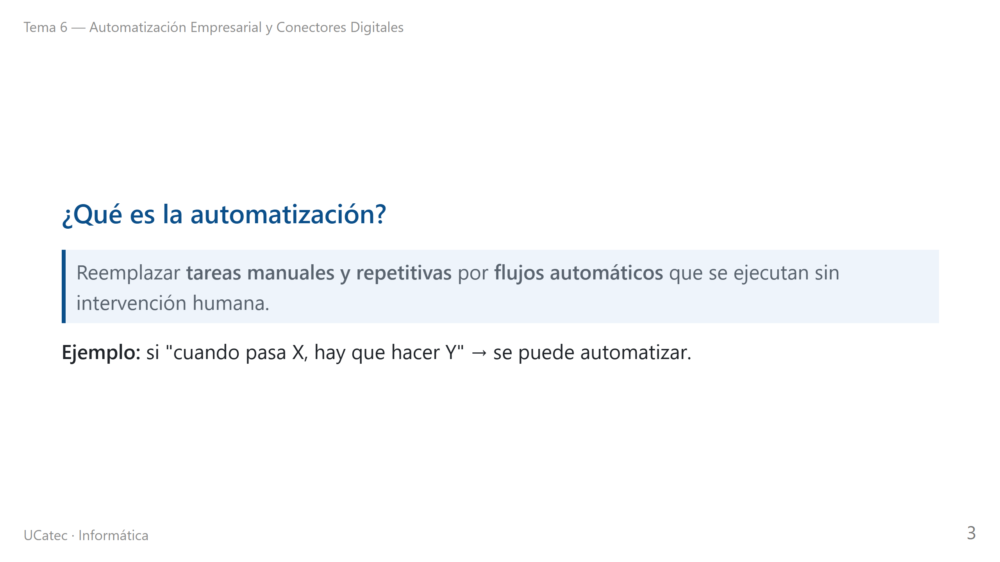 Tema 6 — Automatización Empresarial y Conectores Digitales
¿Qué es la automatización?
Reemplazar tareas manuales y repetitivas por flujos automáticos que se ejecutan sin
intervención humana.
Ejemplo: si "cuando pasa X, hay que hacer Y" → se puede automatizar.
UCatec · Informática
3